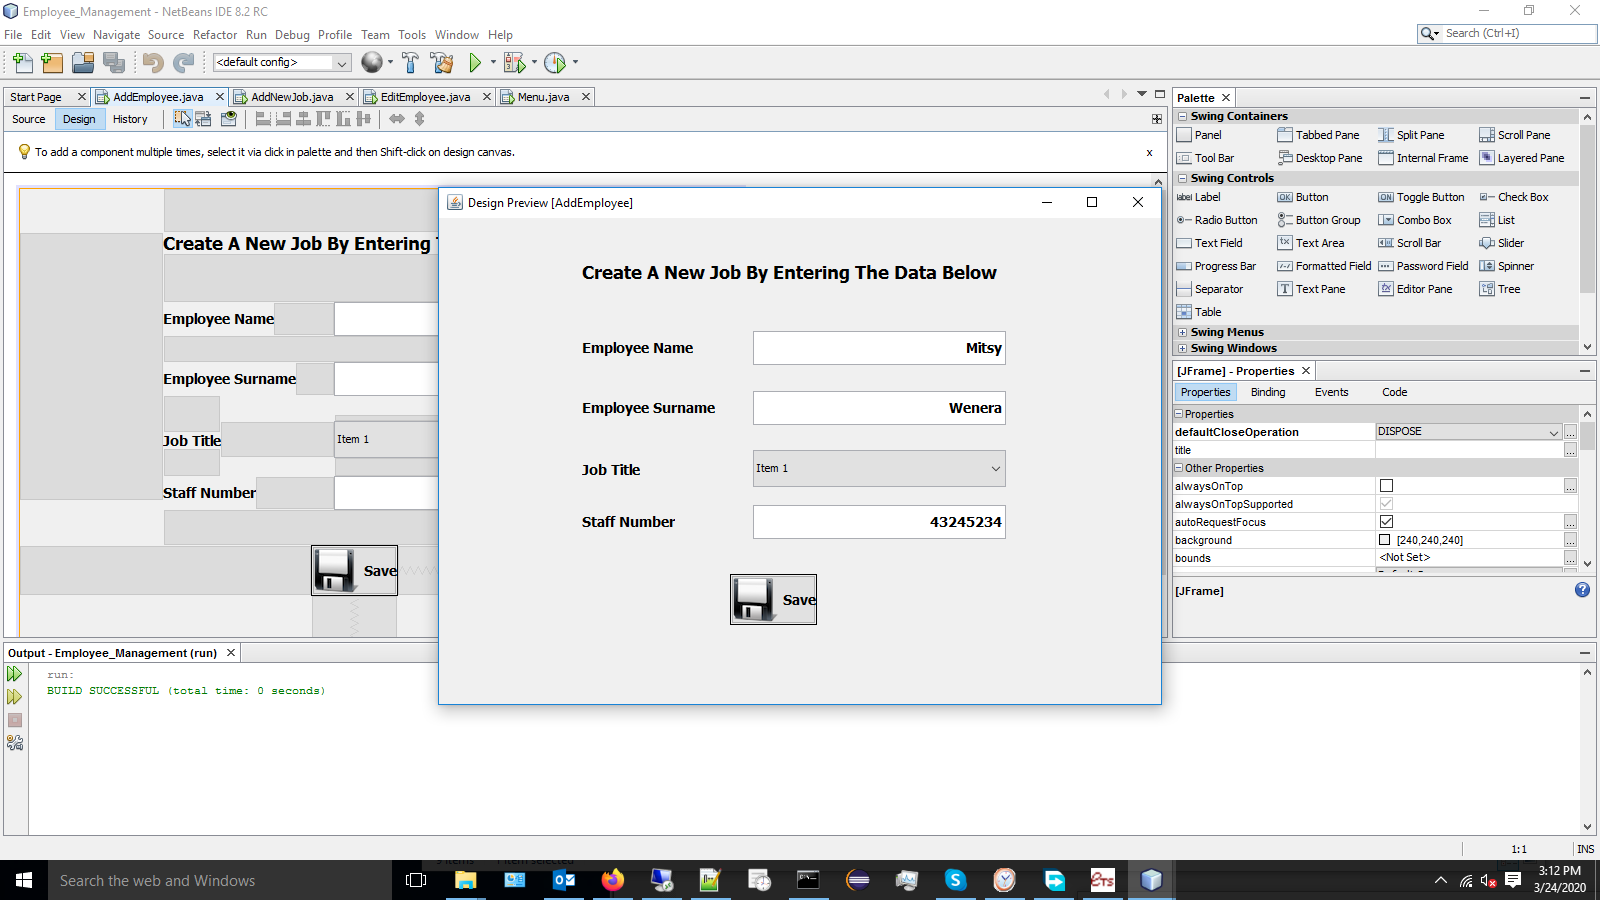 Employee_Management - NetBeans IDE 8.2 RC
File Edit View Navigate Source Refactor Run Debug Profile Team Tools Window Help
Search (Ctrl+I)
<default config>
Start Page AddEmployee.java AddNewJob.java EditEmployee.java Menu.java
Source Design History
To add a component multiple times, select it via click in palette and then Shift-click on design canvas.
x
Create A New Job By Entering
Employee Name
Employee Surname
Job Title
Item 1
Staff Number
Save
Design Preview [AddEmployee]
Create A New Job By Entering The Data Below
Employee Name Mitsy
Employee Surname Wenera
Job Title Item 1
Staff Number 43245234
Save
Palette
Swing Containers
Panel Tabbed Pane Split Pane Scroll Pane
Tool Bar Desktop Pane Internal Frame Layered Pane
Swing Controls
label Label OK Button ON Toggle Button Check Box
Radio Button Button Group Combo Box List
Text Field Text Area Scroll Bar Slider
Progress Bar Formatted Field Password Field Spinner
Separator Text Pane Editor Pane Tree
Table
Swing Menus
Swing Windows
[JFrame] - Properties
Properties Binding Events Code
Properties
defaultCloseOperation DISPOSE
title
Other Properties
alwaysOnTop
alwaysOnTopSupported
autoRequestFocus
background [240,240,240]
bounds <Not Set>
[JFrame]
Output - Employee_Management (run)
run:
BUILD SUCCESSFUL (total time: 0 seconds)
1:1 INS
Search the web and Windows
3:12 PM
3/24/2020